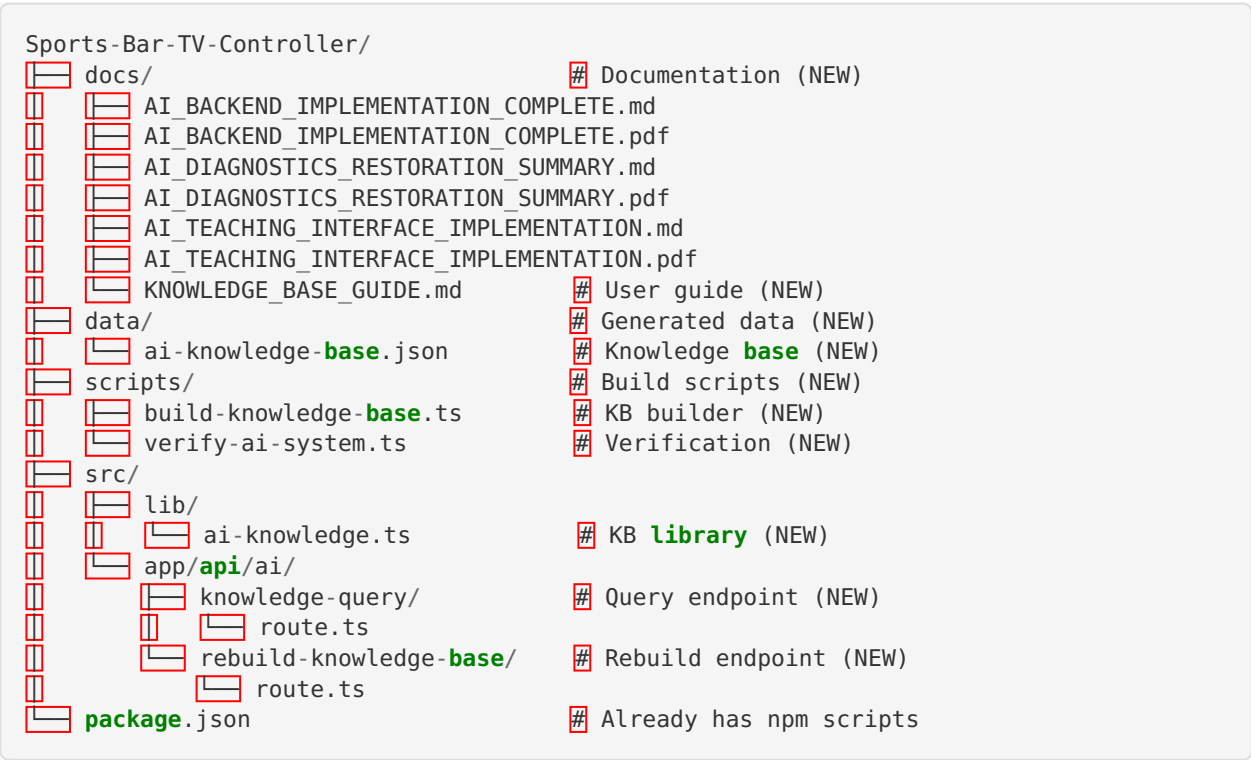 Sports-Bar-TV-Controller/
├── docs/                              # Documentation (NEW)
│   ├── AI_BACKEND_IMPLEMENTATION_COMPLETE.md
│   ├── AI_BACKEND_IMPLEMENTATION_COMPLETE.pdf
│   ├── AI_DIAGNOSTICS_RESTORATION_SUMMARY.md
│   ├── AI_DIAGNOSTICS_RESTORATION_SUMMARY.pdf
│   ├── AI_TEACHING_INTERFACE_IMPLEMENTATION.md
│   ├── AI_TEACHING_INTERFACE_IMPLEMENTATION.pdf
│   └── KNOWLEDGE_BASE_GUIDE.md        # User guide (NEW)
├── data/                              # Generated data (NEW)
│   └── ai-knowledge-base.json         # Knowledge base (NEW)
├── scripts/                           # Build scripts (NEW)
│   ├── build-knowledge-base.ts        # KB builder (NEW)
│   └── verify-ai-system.ts            # Verification (NEW)
├── src/
│   ├── lib/
│   │   └── ai-knowledge.ts            # KB library (NEW)
│   └── app/api/ai/
│       ├── knowledge-query/           # Query endpoint (NEW)
│       │   └── route.ts
│       └── rebuild-knowledge-base/    # Rebuild endpoint (NEW)
│           └── route.ts
└── package.json                       # Already has npm scripts